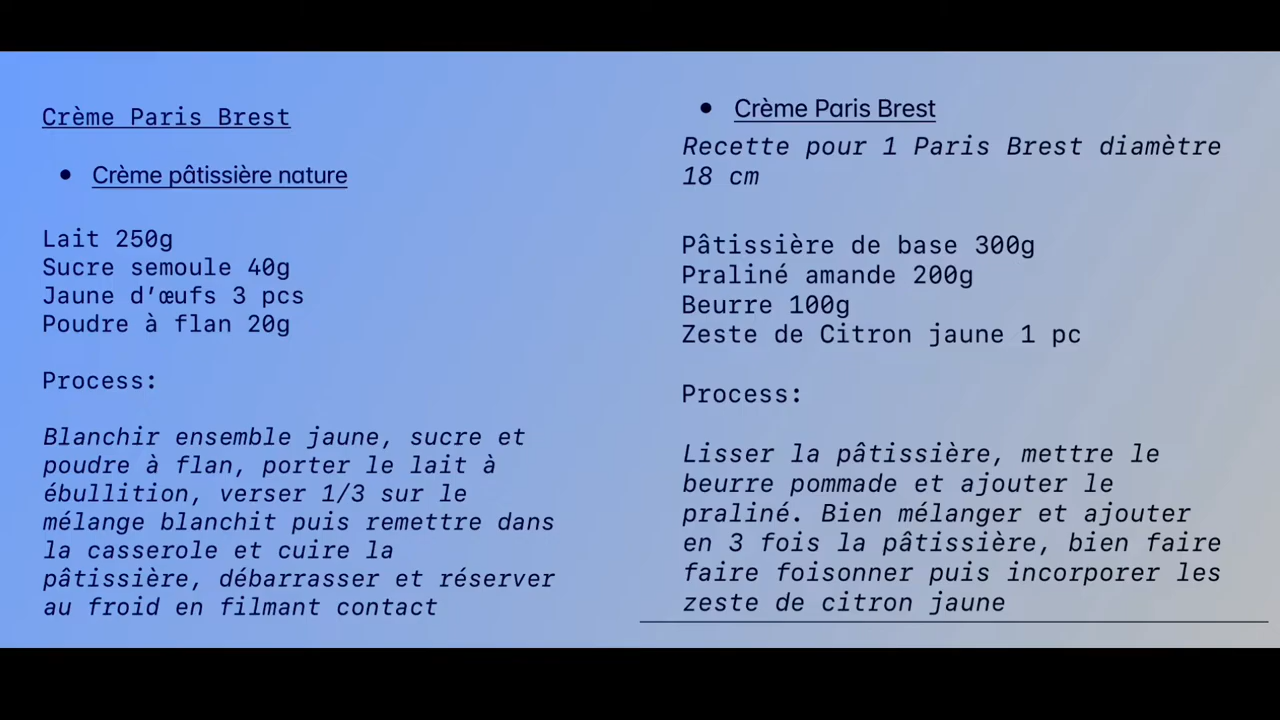 Crème Paris Brest
• Crème pâtissière nature
Lait 250g
Sucre semoule 40g
Jaune d’œufs 3 pcs
Poudre à flan 20g
Process:
Blanchir ensemble jaune, sucre et
poudre à flan, porter le lait à
ébullition, verser 1/3 sur le
mélange blanchit puis remettre dans
la casserole et cuire la
pâtissière, débarrasser et réserver
au froid en filmant contact
• Crème Paris Brest
Recette pour 1 Paris Brest diamètre
18 cm
Pâtissière de base 300g
Praliné amande 200g
Beurre 100g
Zeste de Citron jaune 1 pc
Process:
Lisser la pâtissière, mettre le
beurre pommade et ajouter le
praliné. Bien mélanger et ajouter
en 3 fois la pâtissière, bien faire
faire foisonner puis incorporer les
zeste de citron jaune